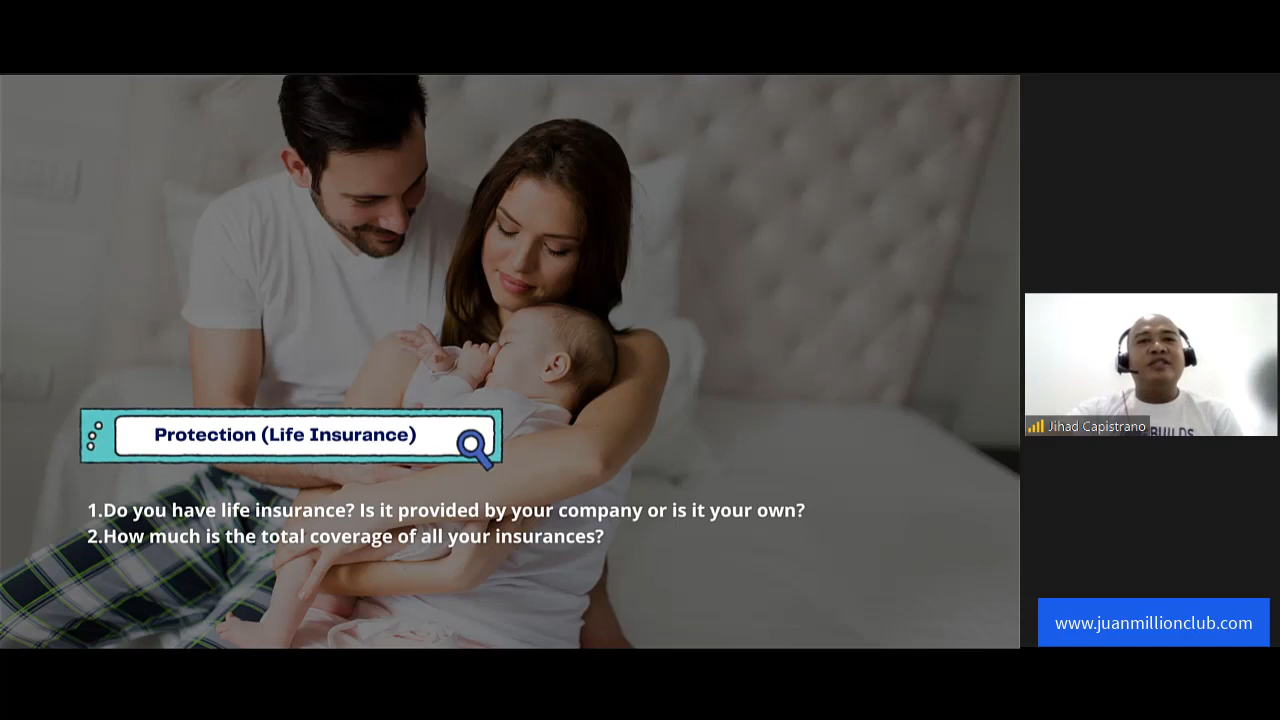 Protection (Life Insurance)
1.Do you have life insurance? Is it provided by your company or is it your own?
2.How much is the total coverage of all your insurances?
Jihad Capistrano
BUILDS
www.juanmillionclub.com